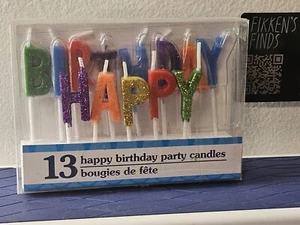 BIRTHDAY
HAPPY
FIKKEN'S
FINDS
13 happy birthday party candles
bougies de fête